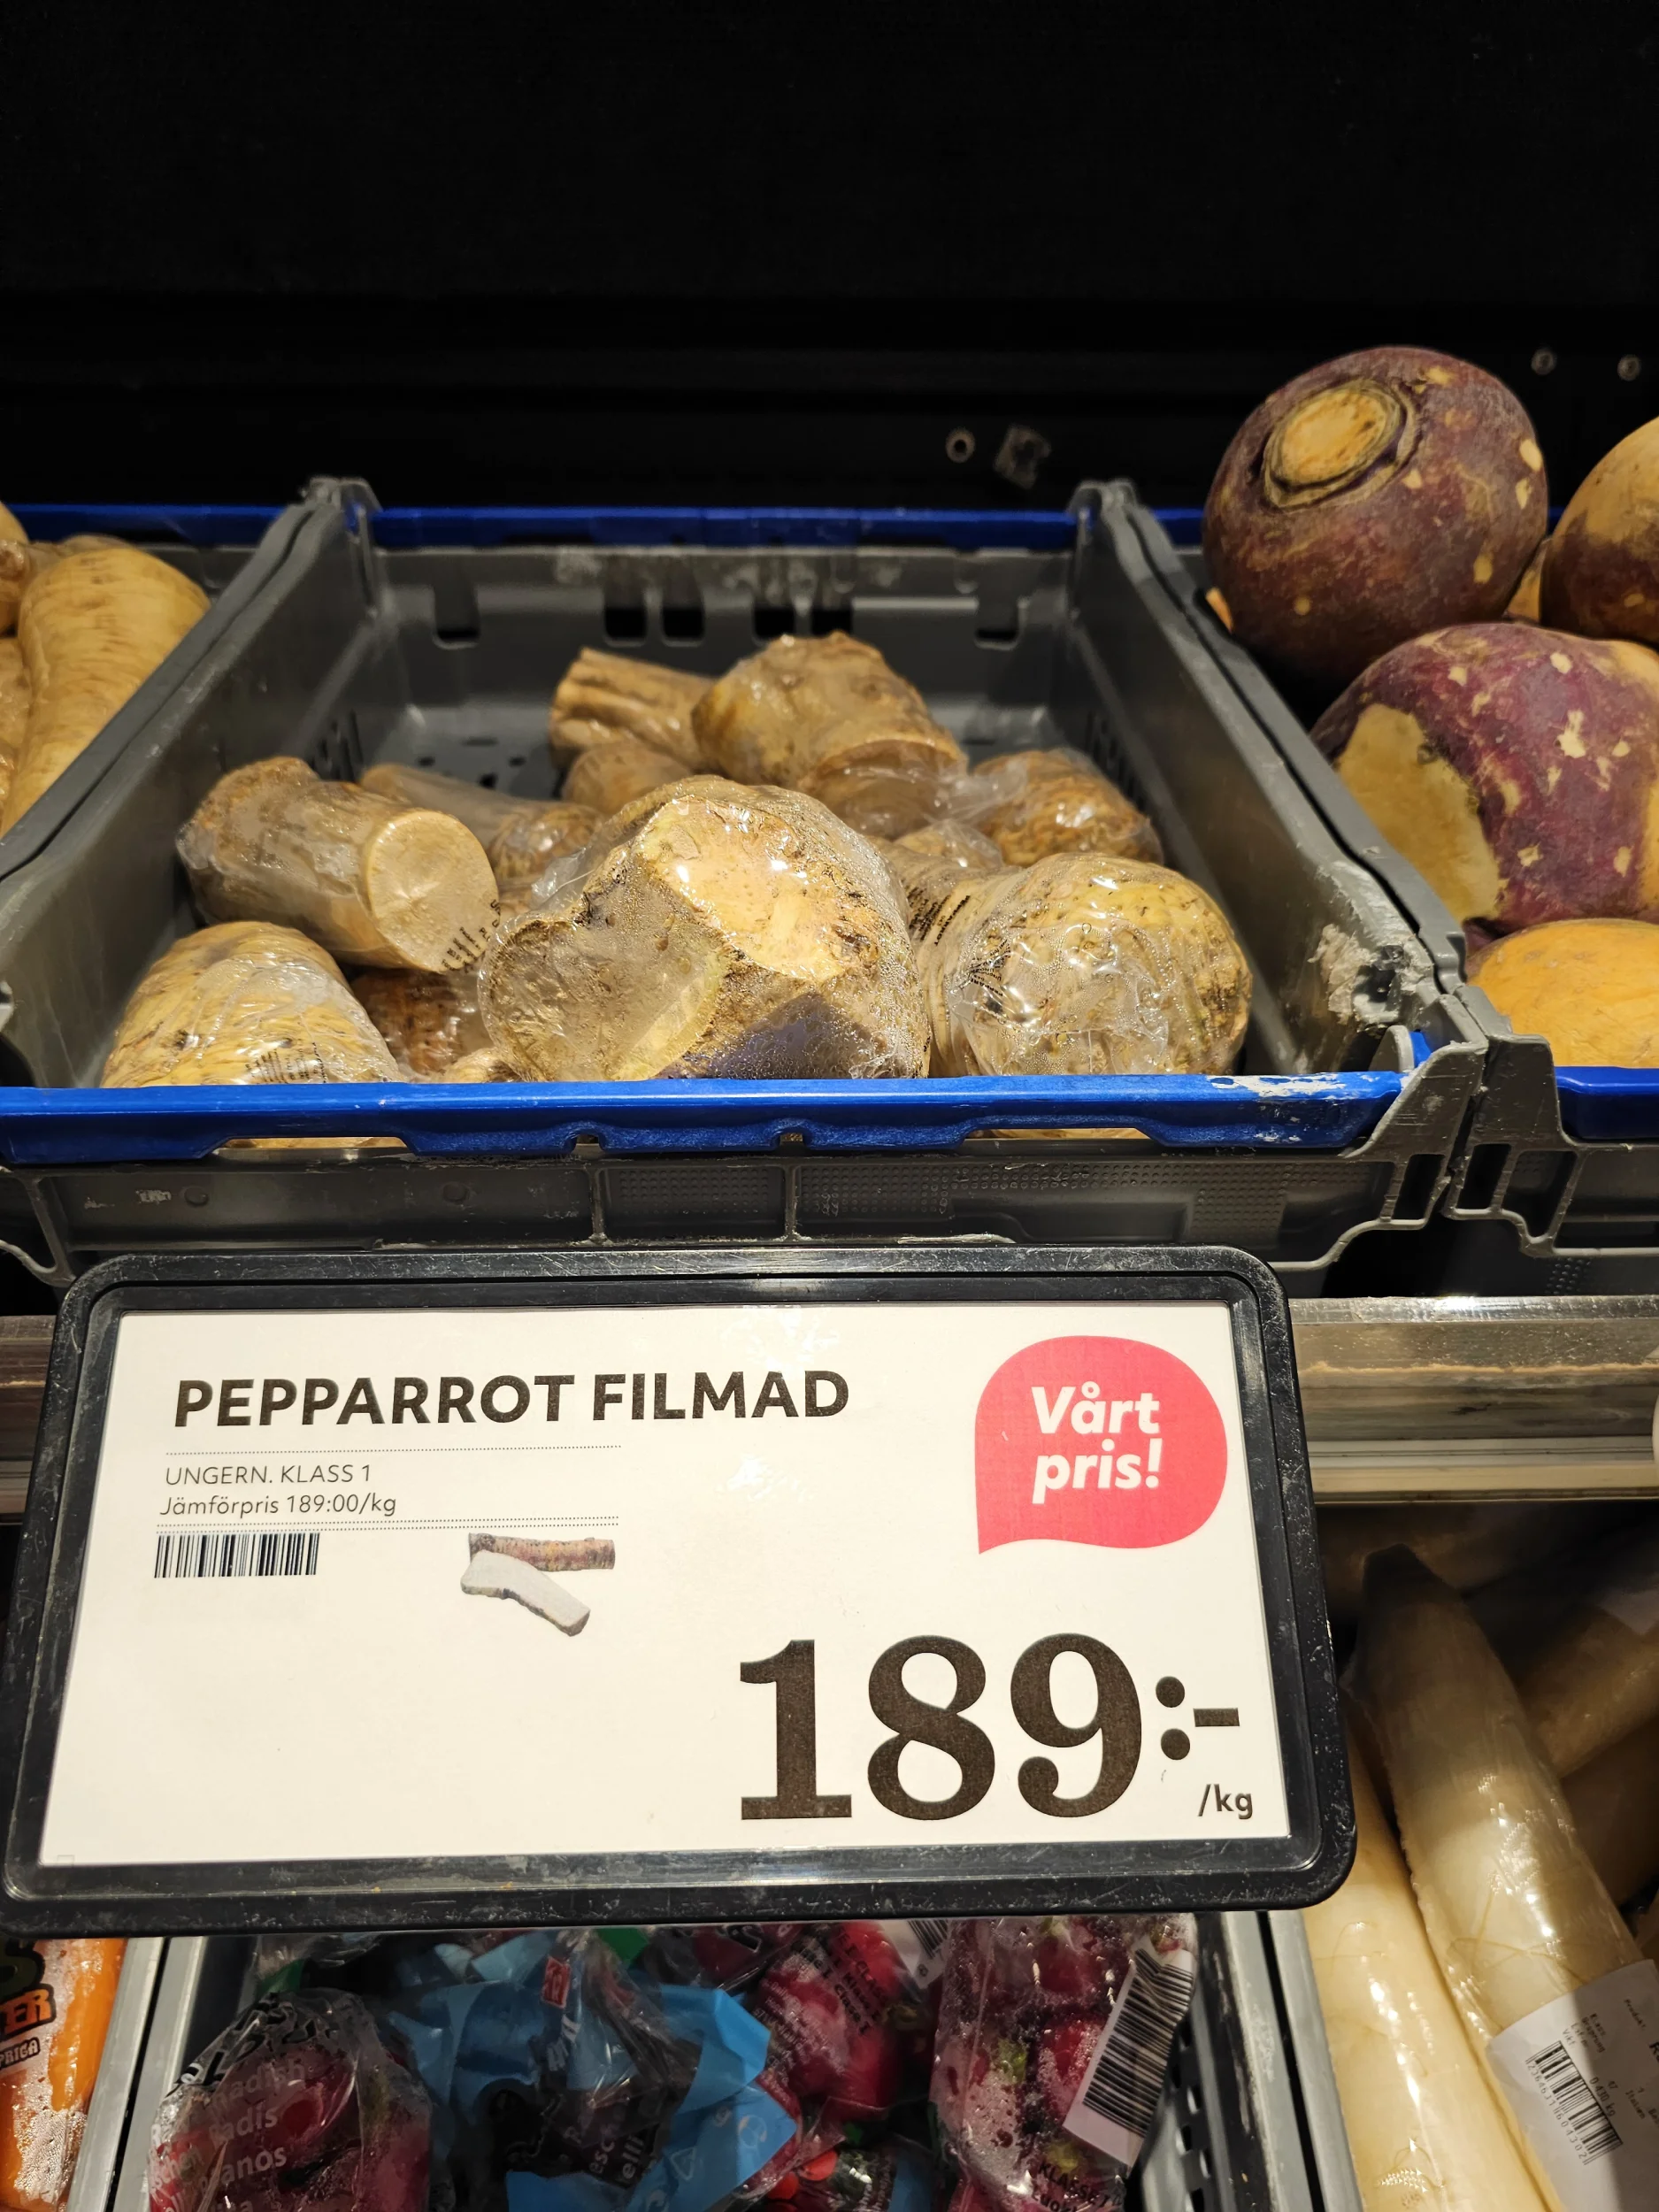 PEPPARROT FILMAD
Vårt
pris!
UNGERN. KLASS 1
Jämförpris 189:00/kg
189:-
/kg